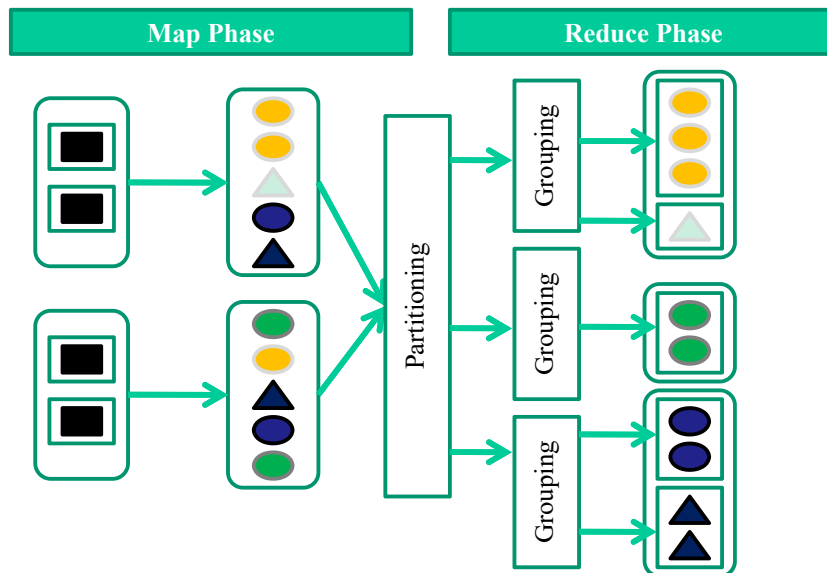 Map Phase
Reduce Phase
Partitioning
Grouping
Grouping
Grouping